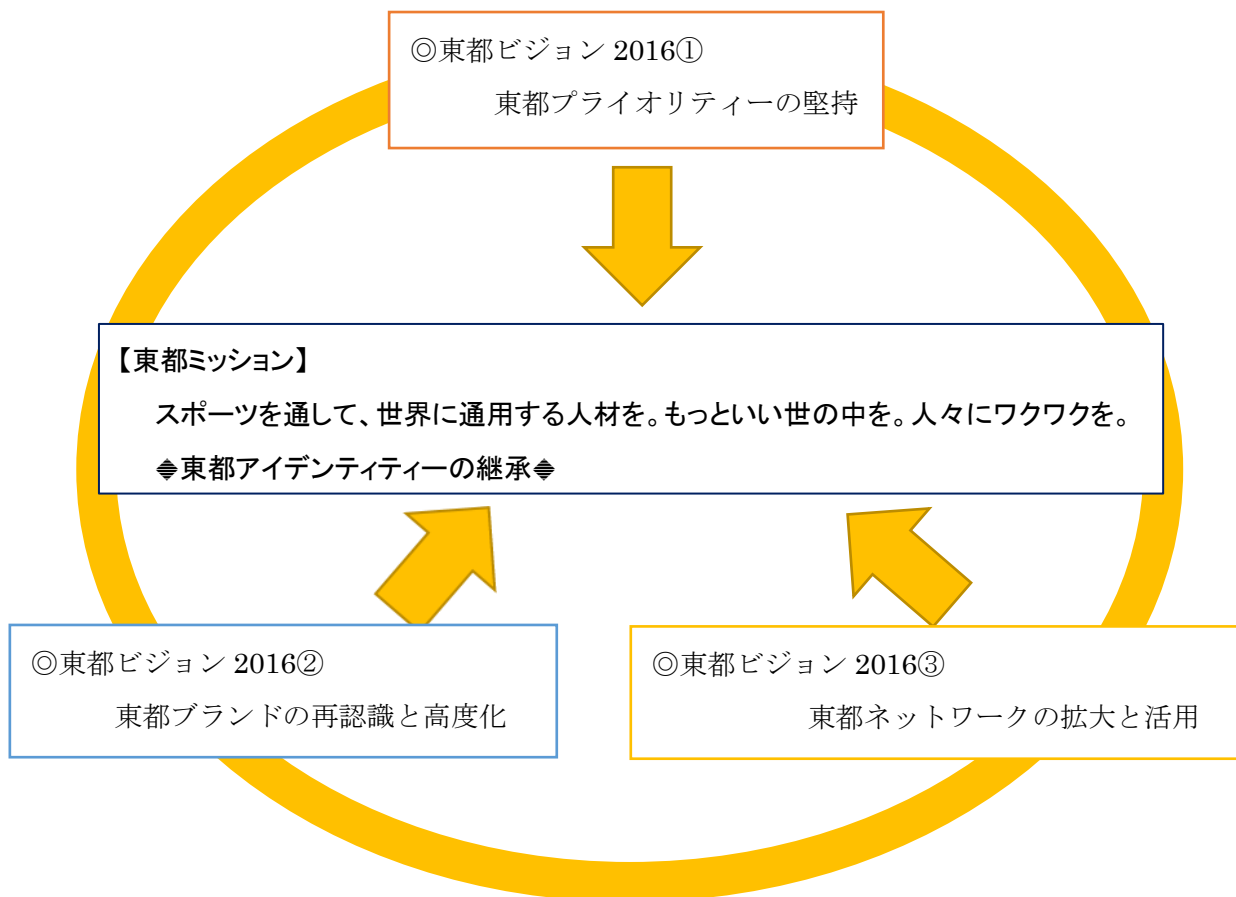 ◎東都ビジョン 2016①
東都プライオリティーの堅持
【東都ミッション】
スポーツを通して、世界に通用する人材を。もっといい世の中を。人々にワクワクを。
◆東都アイデンティティーの継承◆
◎東都ビジョン 2016②
東都ブランドの再認識と高度化
◎東都ビジョン 2016③
東都ネットワークの拡大と活用